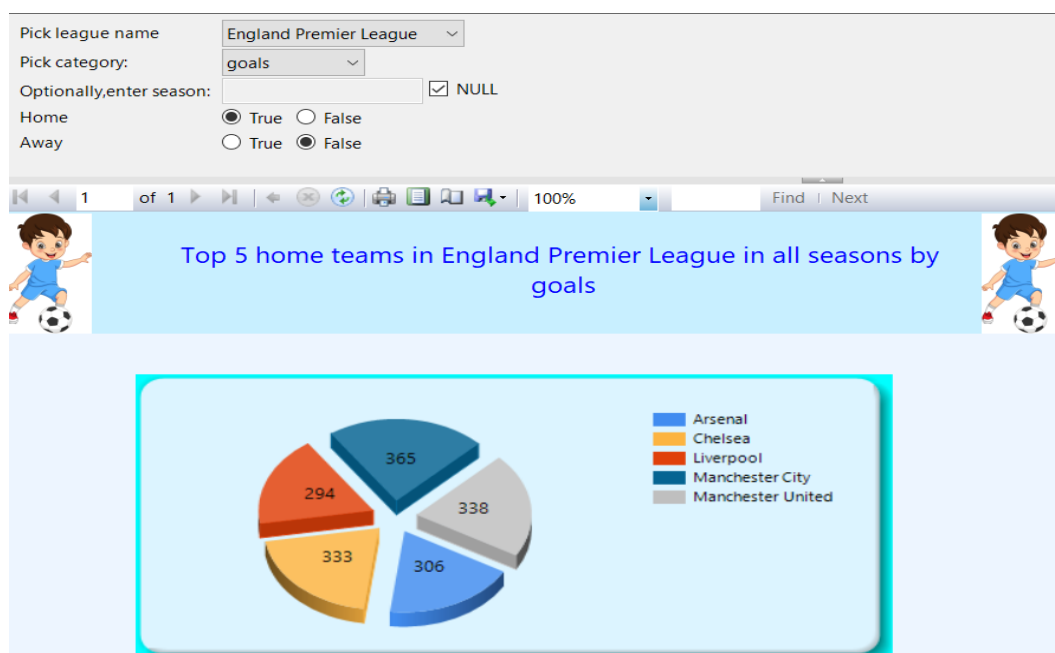 Pick league name England Premier League
Pick category: goals
Optionally,enter season: NULL
Home True False
Away True False
1 of 1 100% Find Next
Top 5 home teams in England Premier League in all seasons by
goals
Arsenal
Chelsea
Liverpool
Manchester City
Manchester United
365
294
338
333
306